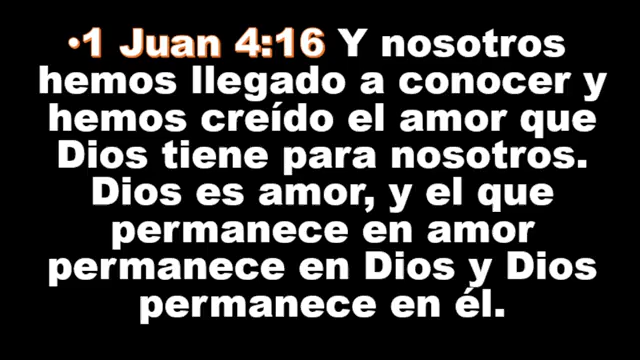 •1 Juan 4:16 Y nosotros
hemos llegado a conocer y
hemos creído el amor que
Dios tiene para nosotros.
Dios es amor, y el que
permanece en amor
permanece en Dios y Dios
permanece en él.